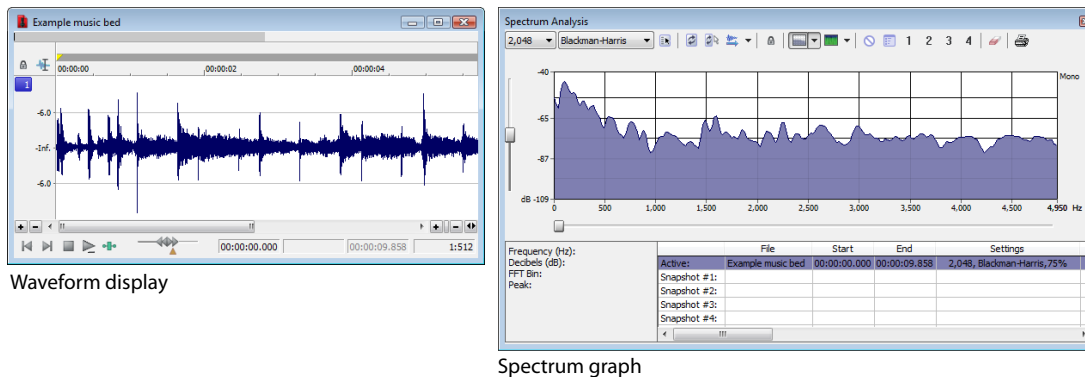 Example music bed
1
00:00:00
00:00:02
00:00:04
-6.0
-Inf.
-6.0
00:00:00.000
00:00:09.858
1:512
Waveform display
Spectrum Analysis
2,048 Blackman-Harris 1 2 3 4
-40
-65
-87
dB -109
Mono
0 500 1,000 1,500 2,000 2,500 3,000 3,500 4,000 4,500 4,950 Hz
Frequency (Hz):
Decibels (dB):
FFT Bin:
Peak:
File Start End Settings
Active: Example music bed 00:00:00.000 00:00:09.858 2,048, Blackman-Harris,75%
Snapshot #1:
Snapshot #2:
Snapshot #3:
Snapshot #4:
Spectrum graph